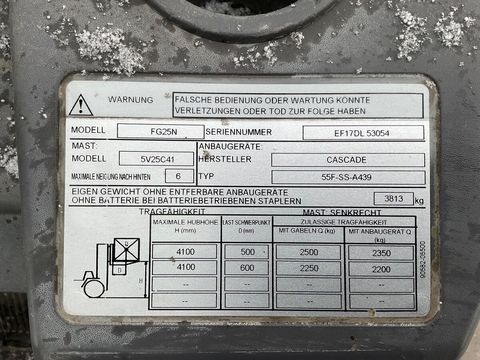 WARNUNG FALSCHE BEDIENUNG ODER WARTUNG KÖNNTE
VERLETZUNGEN ODER TOD ZUR FOLGE HABEN
MODELL FG25N SERIENNUMMER EF17DL 53054
MAST: ANBAUGERÄTE:
MODELL 5V25C41 HERSTELLER CASCADE
MAXIMALE NEIGUNG NACH HINTEN 6 TYP 55F-SS-A439
EIGEN GEWICHT OHNE ENTFERBARE ANBAUGERÄTE
OHNE BATTERIE BEI BATTERIEBETRIEBENEN STAPLERN 3813 kg
TRAGFÄHIGKEIT MAST: SENKRECHT
MAXIMALE HUBHÖHE LAST SCHWERPUNKT ZULÄSSIGE TRAGFÄHIGKEIT
H (mm) D (mm) MIT GABELN Q (kg) MIT ANBAUGERÄT Q (kg)
4100 500 2500 2350
4100 600 2250 2200
-- -- -- --
-- -- -- --
D H
90582-05500